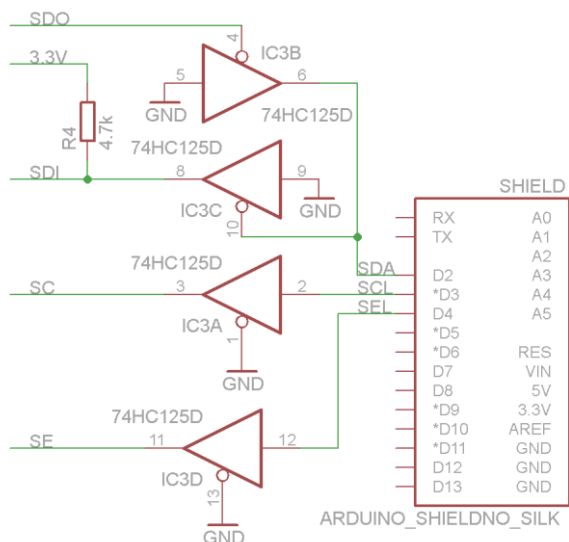 SDO
4
IC3B
3.3V
5
6
GND
74HC125D
R4
4.7k
74HC125D
SDI
8
9
IC3C
GND
10
SHIELD
RX A0
TX A1
A2
74HC125D
SDA
D2 A3
SC
3
2
SCL
*D3 A4
SEL
D4 A5
IC3A
1
*D5
*D6 RES
GND
D7 VIN
D8 5V
74HC125D
*D9 3.3V
*D10 AREF
SE
11
12
*D11 GND
D12 GND
IC3D
13
D13 GND
ARDUINO_SHIELDNO_SILK
GND